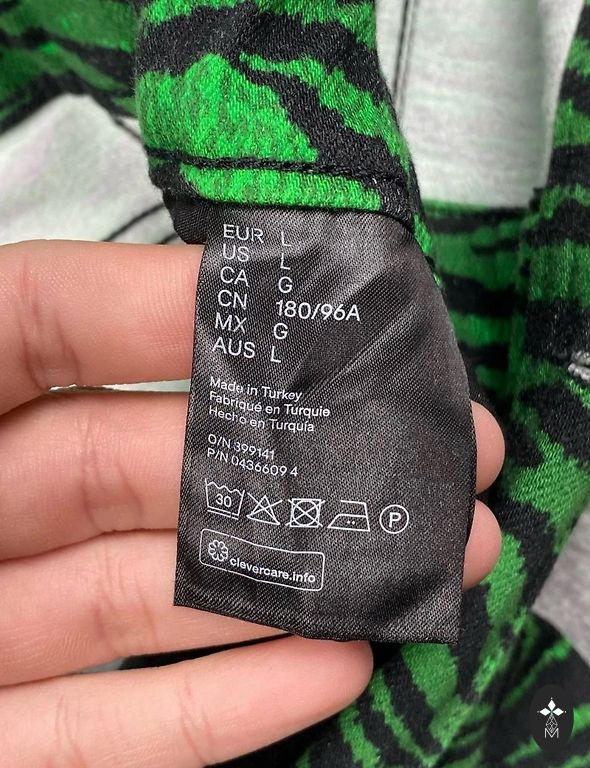 EUR L
US L
CA G
CN 180/96A
MX G
AUS L
Made in Turkey
Fabriqué en Turquie
Hecho en Turquía
O/N 399141
P/N 0436609 4
30
P
clevercare.info
M